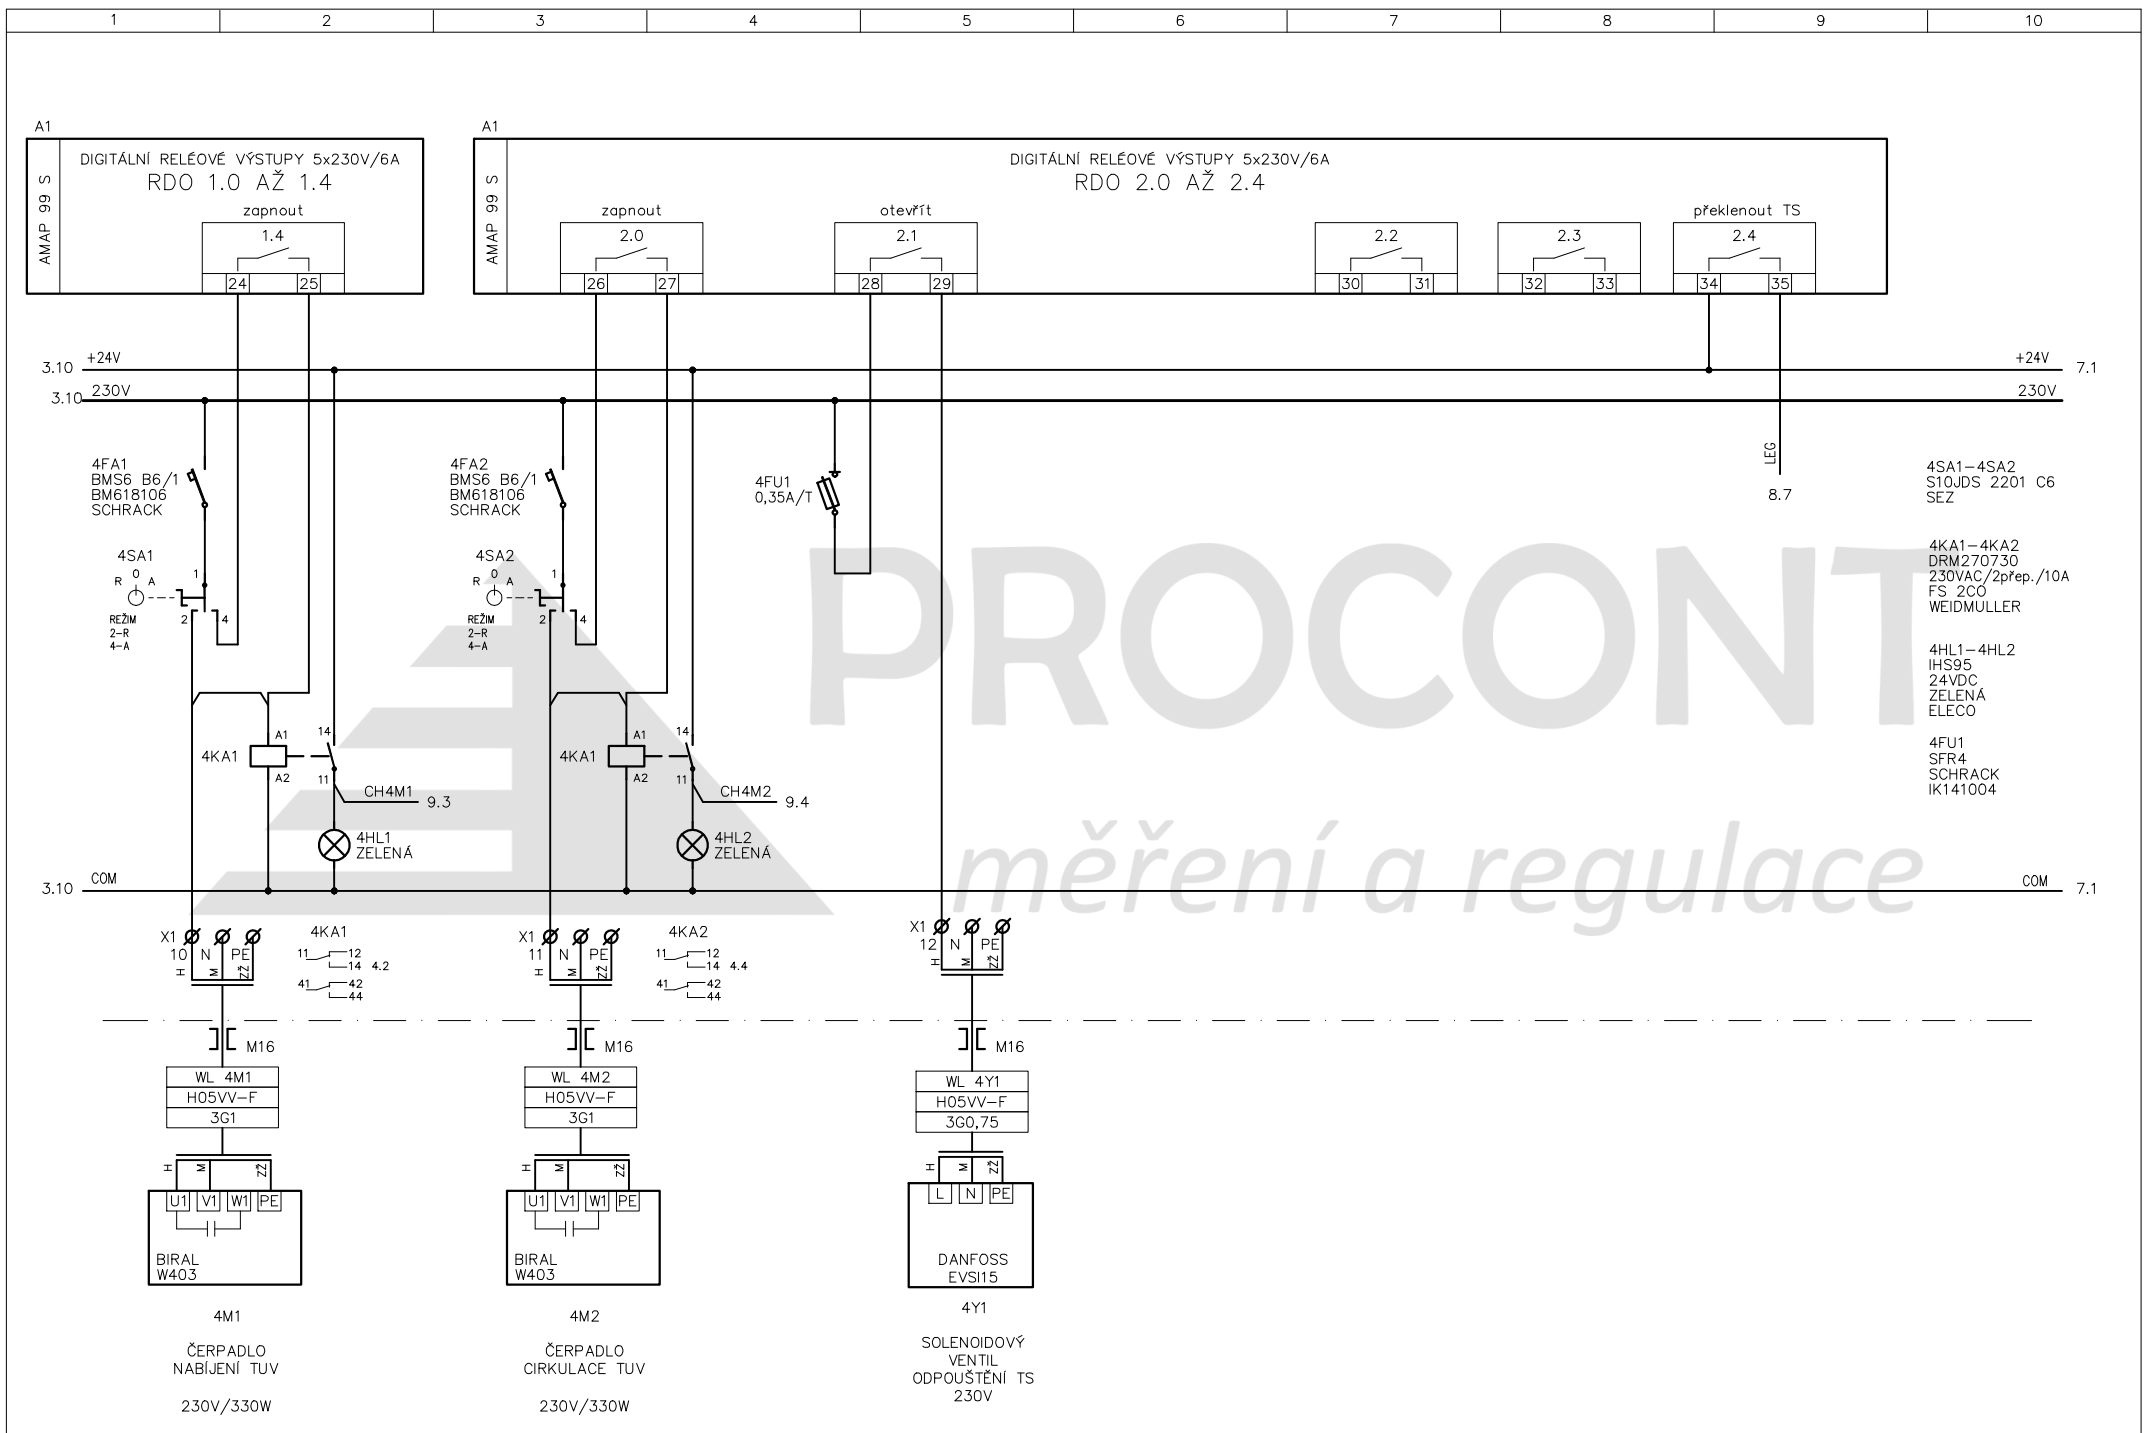 1 2 3 4 5 6 7 8 9 10
A1
AMAP 99 S
DIGITÁLNÍ RELÉOVÉ VÝSTUPY 5x230V/6A
RDO 1.0 AŽ 1.4
zapnout
1.4
24 25
A1
AMAP 99 S
DIGITÁLNÍ RELÉOVÉ VÝSTUPY 5x230V/6A
RDO 2.0 AŽ 2.4
zapnout
2.0
26 27
otevřít
2.1
28 29
2.2
30 31
2.3
32 33
překlenout TS
2.4
34 35
3.10 +24V +24V 7.1
3.10 230V 230V
4FA1
BMS6 B6/1
BM618106
SCHRACK
4SA1
0
R A
1
REŽIM
2-R
4-A
2 4
4FA2
BMS6 B6/1
BM618106
SCHRACK
4SA2
0
R A
1
REŽIM
2-R
4-A
2 4
4FU1
0,35A/T
LEG
8.7
4SA1-4SA2
S10JDS 2201 C6
SEZ
4KA1-4KA2
DRM270730
230VAC/2přep./10A
FS 2CO
WEIDMULLER
4HL1-4HL2
IHS95
24VDC
ZELENÁ
ELECO
4FU1
SFR4
SCHRACK
IK141004
PROCONT
měření a regulace
4KA1
A1
A2
14
11
CH4M1 9.3
4HL1
ZELENÁ
4KA1
A1
A2
14
11
CH4M2 9.4
4HL2
ZELENÁ
3.10 COM COM 7.1
X1
10 N PE
H M ZŽ
4KA1
11 12
14 4.2
41 42
44
X1
11 N PE
H M ZŽ
4KA2
11 12
14 4.4
41 42
44
X1
12 N PE
H M ZŽ
M16
WL 4M1
H05VV-F
3G1
H M ZŽ
U1 V1 W1 PE
BIRAL
W403
4M1
ČERPADLO
NABÍJENÍ TUV
230V/330W
M16
WL 4M2
H05VV-F
3G1
H M ZŽ
U1 V1 W1 PE
BIRAL
W403
4M2
ČERPADLO
CIRKULACE TUV
230V/330W
M16
WL 4Y1
H05VV-F
3G0,75
H M ZŽ
L N PE
DANFOSS
EVSI15
4Y1
SOLENOIDOVÝ
VENTIL
ODPOUŠTĚNÍ TS
230V